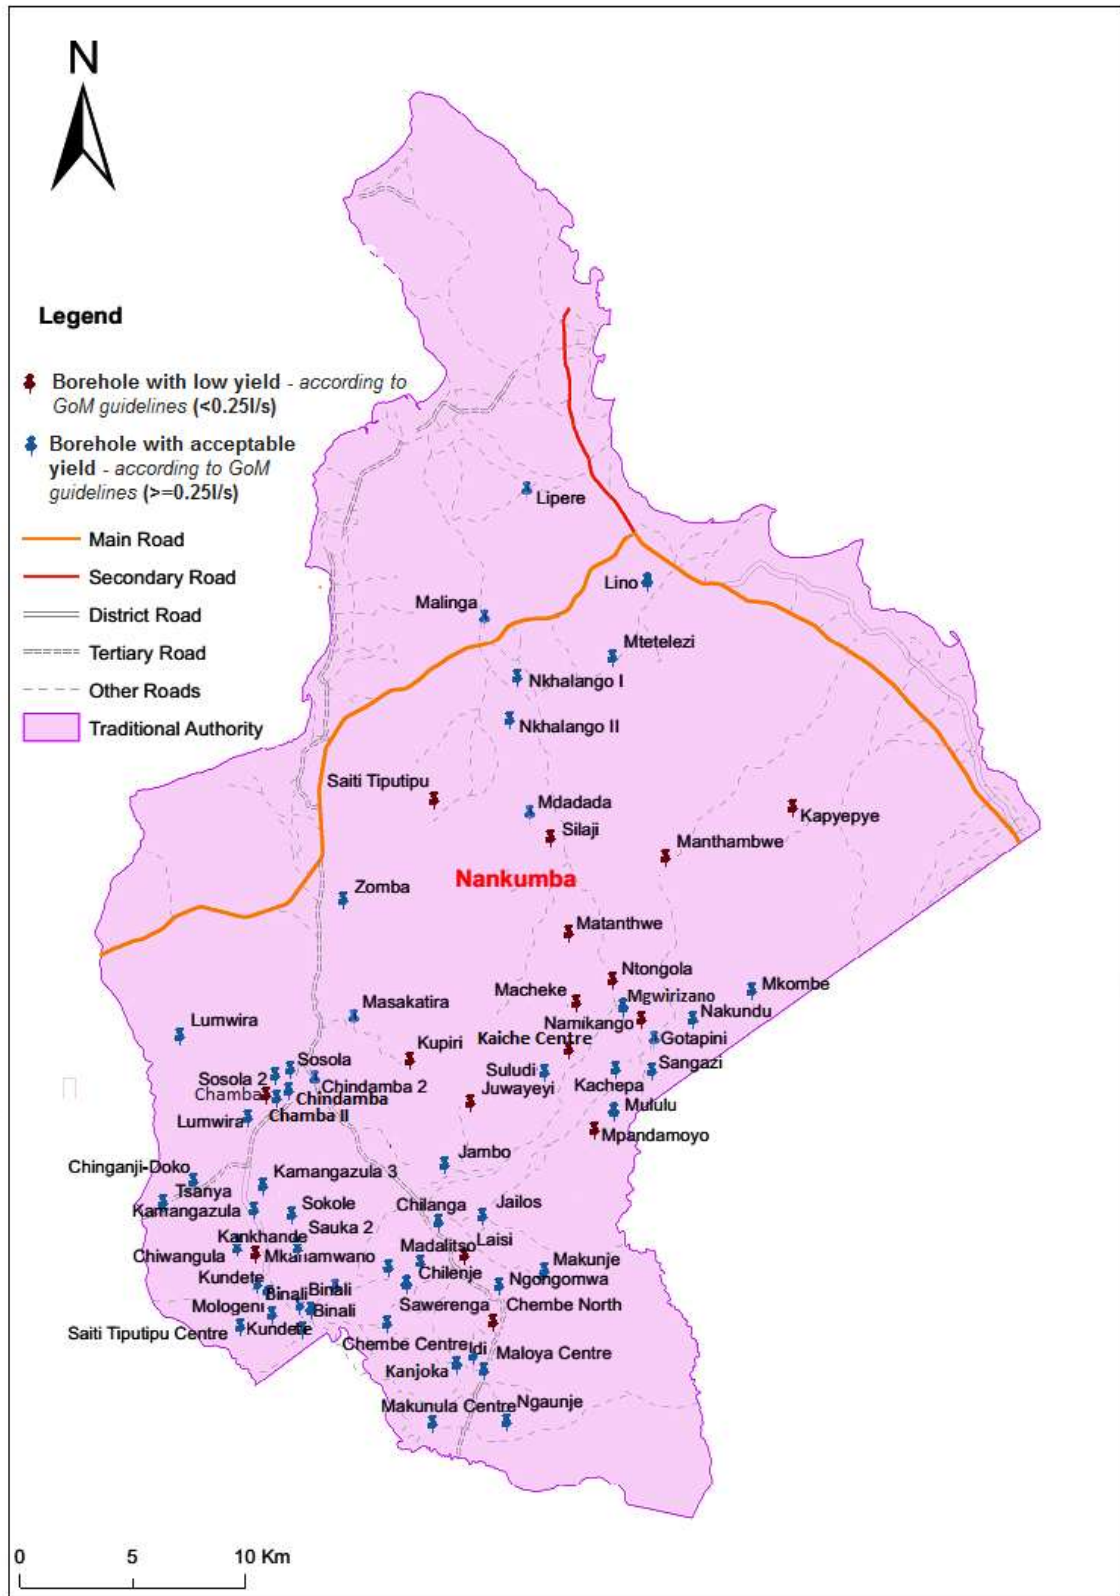 N
Legend
Borehole with low yield - according to
GoM guidelines (<0.25l/s)
Borehole with acceptable
yield - according to GoM
guidelines (>=0.25l/s)
Main Road
Secondary Road
District Road
Tertiary Road
Other Roads
Traditional Authority
Lipere
Lino
Malinga
Mtetelezi
Nkhalango I
Nkhalango II
Saiti Tiputipu
Mdadada
Kapyepye
Silaji
Manthambwe
Nankumba
Zomba
Matanthwe
Ntongola
Mkombe
Macheke
Mgwirizano
Masakatira
Lumwira
Namikango
Nakundu
Kupiri
Kaiche Centre
Gotapini
Sosola
Suludi
Sangazi
Sosola 2
Chindamba 2
Juwayeyi
Kachepa
Chamba
Chindamba
Lumwira
Chamba II
Mululu
Mpandamoyo
Jambo
Chinganji-Doko
Kamangazula 3
Tsanya
Kamangazula
Sokole
Chilanga
Jailos
Kankhande
Sauka 2
Chiwangula
Madalitso
Laisi
Makunje
Kundete
Chilenje
Ngongomwa
Binali
Binali
Mologeni
Binali
Sawerenga
Chembe North
Saiti Tiputipu Centre
Kundete
Chembe Centre
Idi
Maloya Centre
Kanjoka
Makunula Centre
Ngaunje
0
5
10 Km